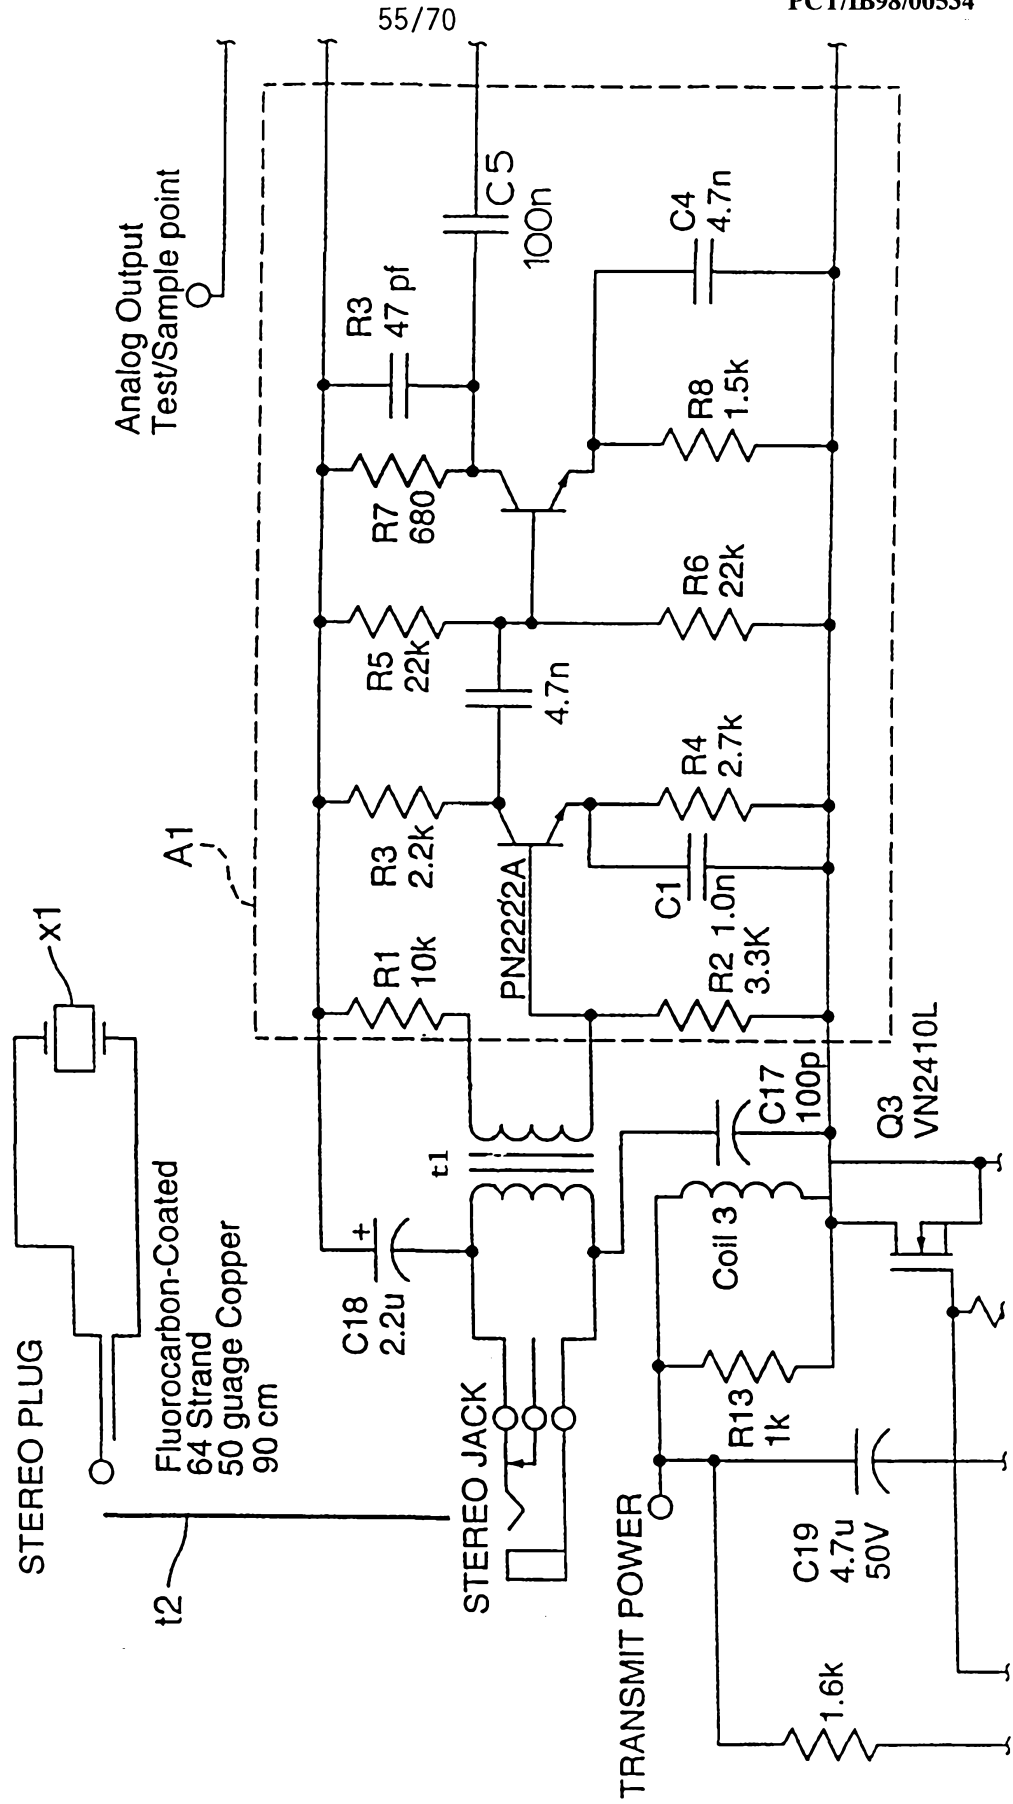 55/70
PCT/IB98/00534
Analog Output
Test/Sample point
STEREO PLUG
x1
Fluorocarbon-Coated
64 Strand
50 guage Copper
90 cm
t2
STEREO JACK
A1
C18
2.2u
+
t1
R1
10k
R3
2.2k
PN2222A
R5
22k
4.7n
R7
680
R3
47 pf
C5
100n
R2
3.3K
C1
1.0n
R4
2.7k
R6
22k
R8
1.5k
C4
4.7n
TRANSMIT POWER
R13
1k
Coil 3
C17
100p
Q3
VN2410L
C19
4.7u
50V
1.6k